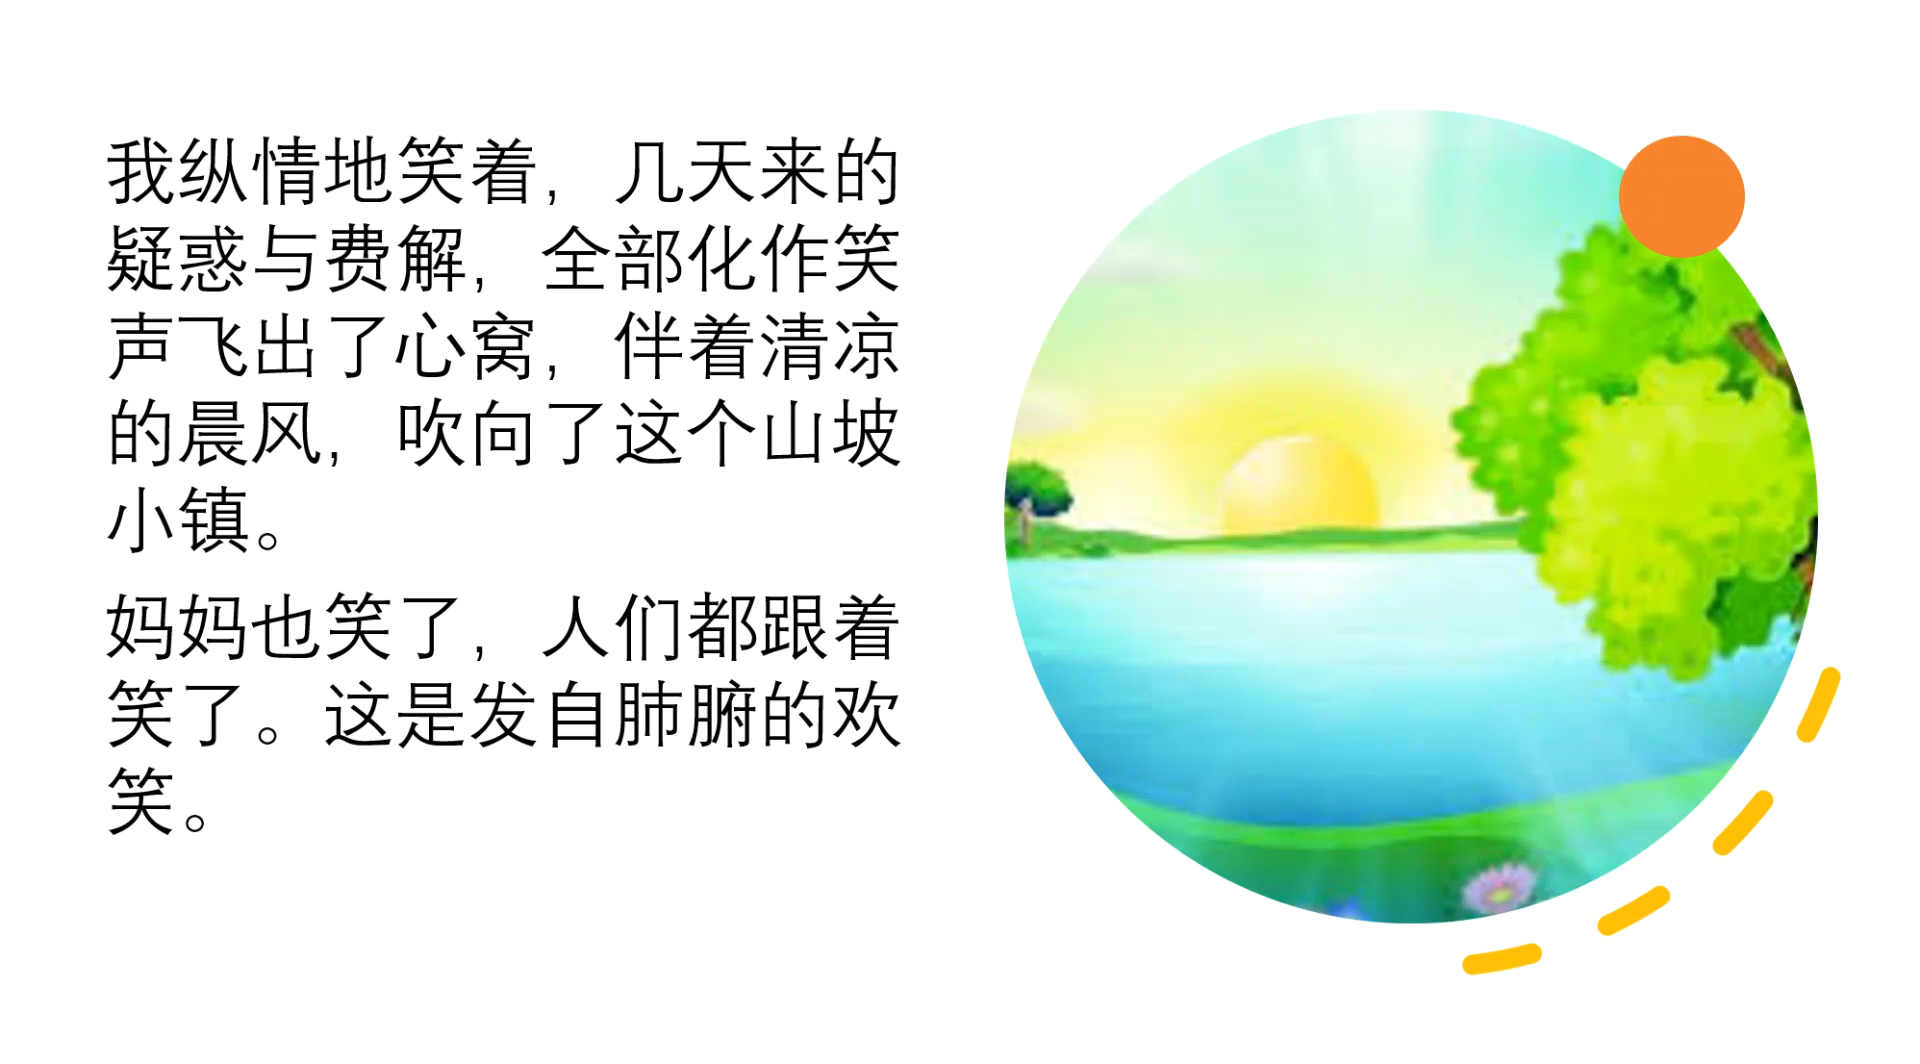 我纵情地笑着，几天来的
疑惑与费解，全部化作笑
声飞出了心窝，伴着清凉
的晨风，吹向了这个山坡
小镇。
妈妈也笑了，人们都跟着
笑了。这是发自肺腑的欢
笑。